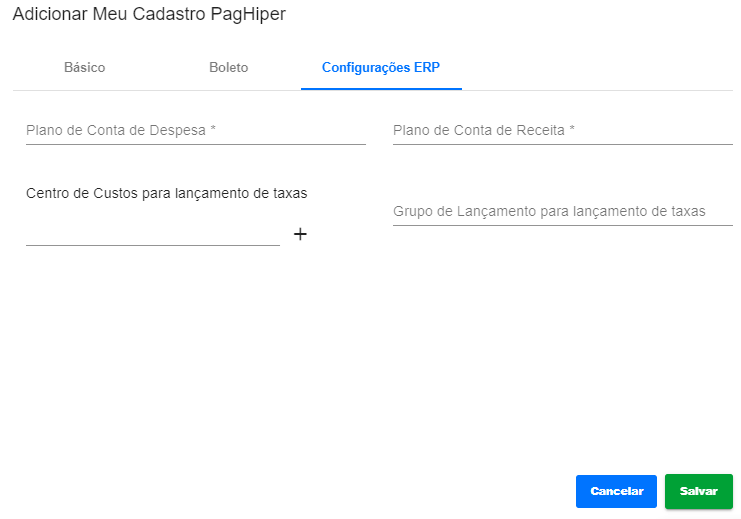 Adicionar Meu Cadastro PagHiper
Básico Boleto Configurações ERP
Plano de Conta de Despesa * Plano de Conta de Receita *
Centro de Custos para lançamento de taxas
Grupo de Lançamento para lançamento de taxas
+
Cancelar Salvar